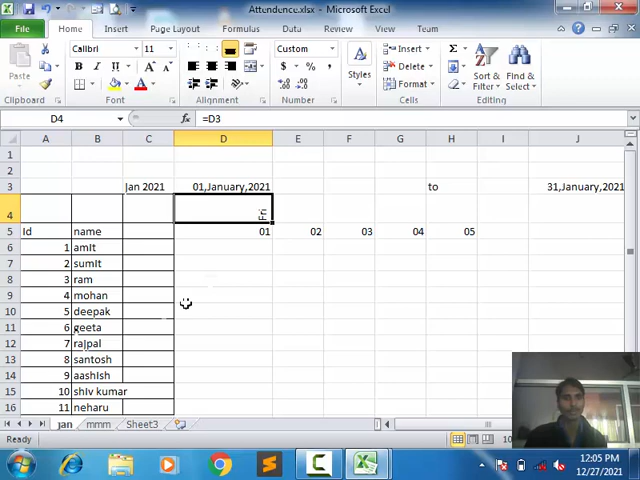 Attendence.xlsx - Microsoft Excel
File Home Insert Page Layout Formulas Data Review View Team
Paste Calibri 11 Custom Insert Σ
B I U A $ % , Styles Delete Sort & Find &
A Format Filter Select
Clipboard Font Alignment Number Cells Editing
D4 fx =D3
A B C D E F G H I J
1
2
3 Jan 2021 01,January,2021 to 31,January,2021
4 Fri
5 Id name 01 02 03 04 05
6 1 amIt
7 2 sumIt
8 3 ram
9 4 mohan
10 5 deepak
11 6 geeta
12 7 rajpal
13 8 santosh
14 9 aashIsh
15 10 shIv kumar
16 11 neharu
jan mmm Sheet3
Ready 10
12:05 PM
12/27/2021